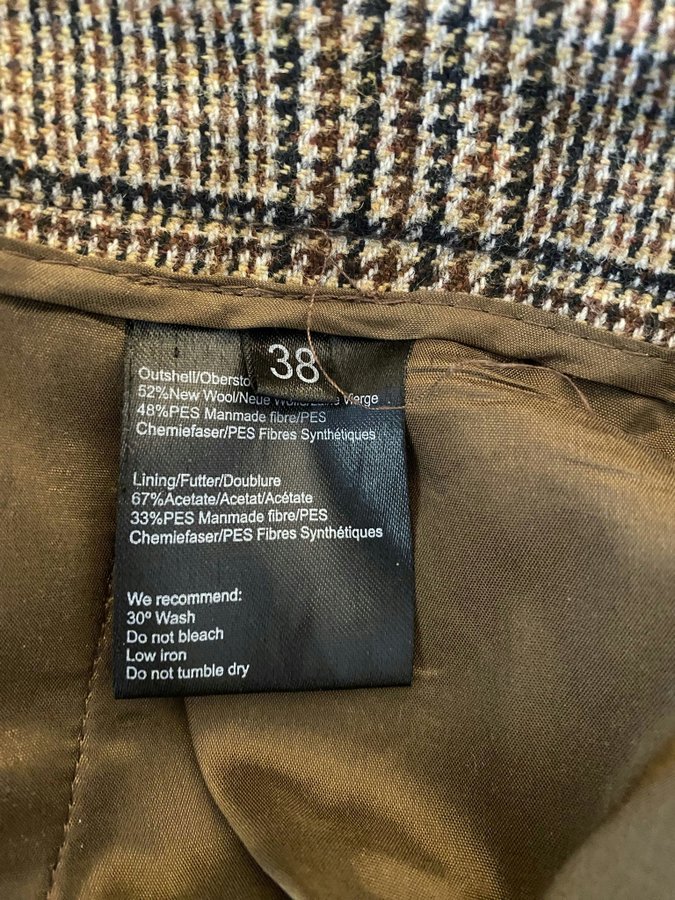 38
Outshell/Obersto
52%New Wool/Neue Vierge
48%PES Manmade fibre/PES
Chemiefaser/PES Fibres Synthétiques
Lining/Futter/Doublure
67%Acetate/Acetat/Acétate
33%PES Manmade fibre/PES
Chemiefaser/PES Fibres Synthétiques
We recommend:
30º Wash
Do not bleach
Low iron
Do not tumble dry